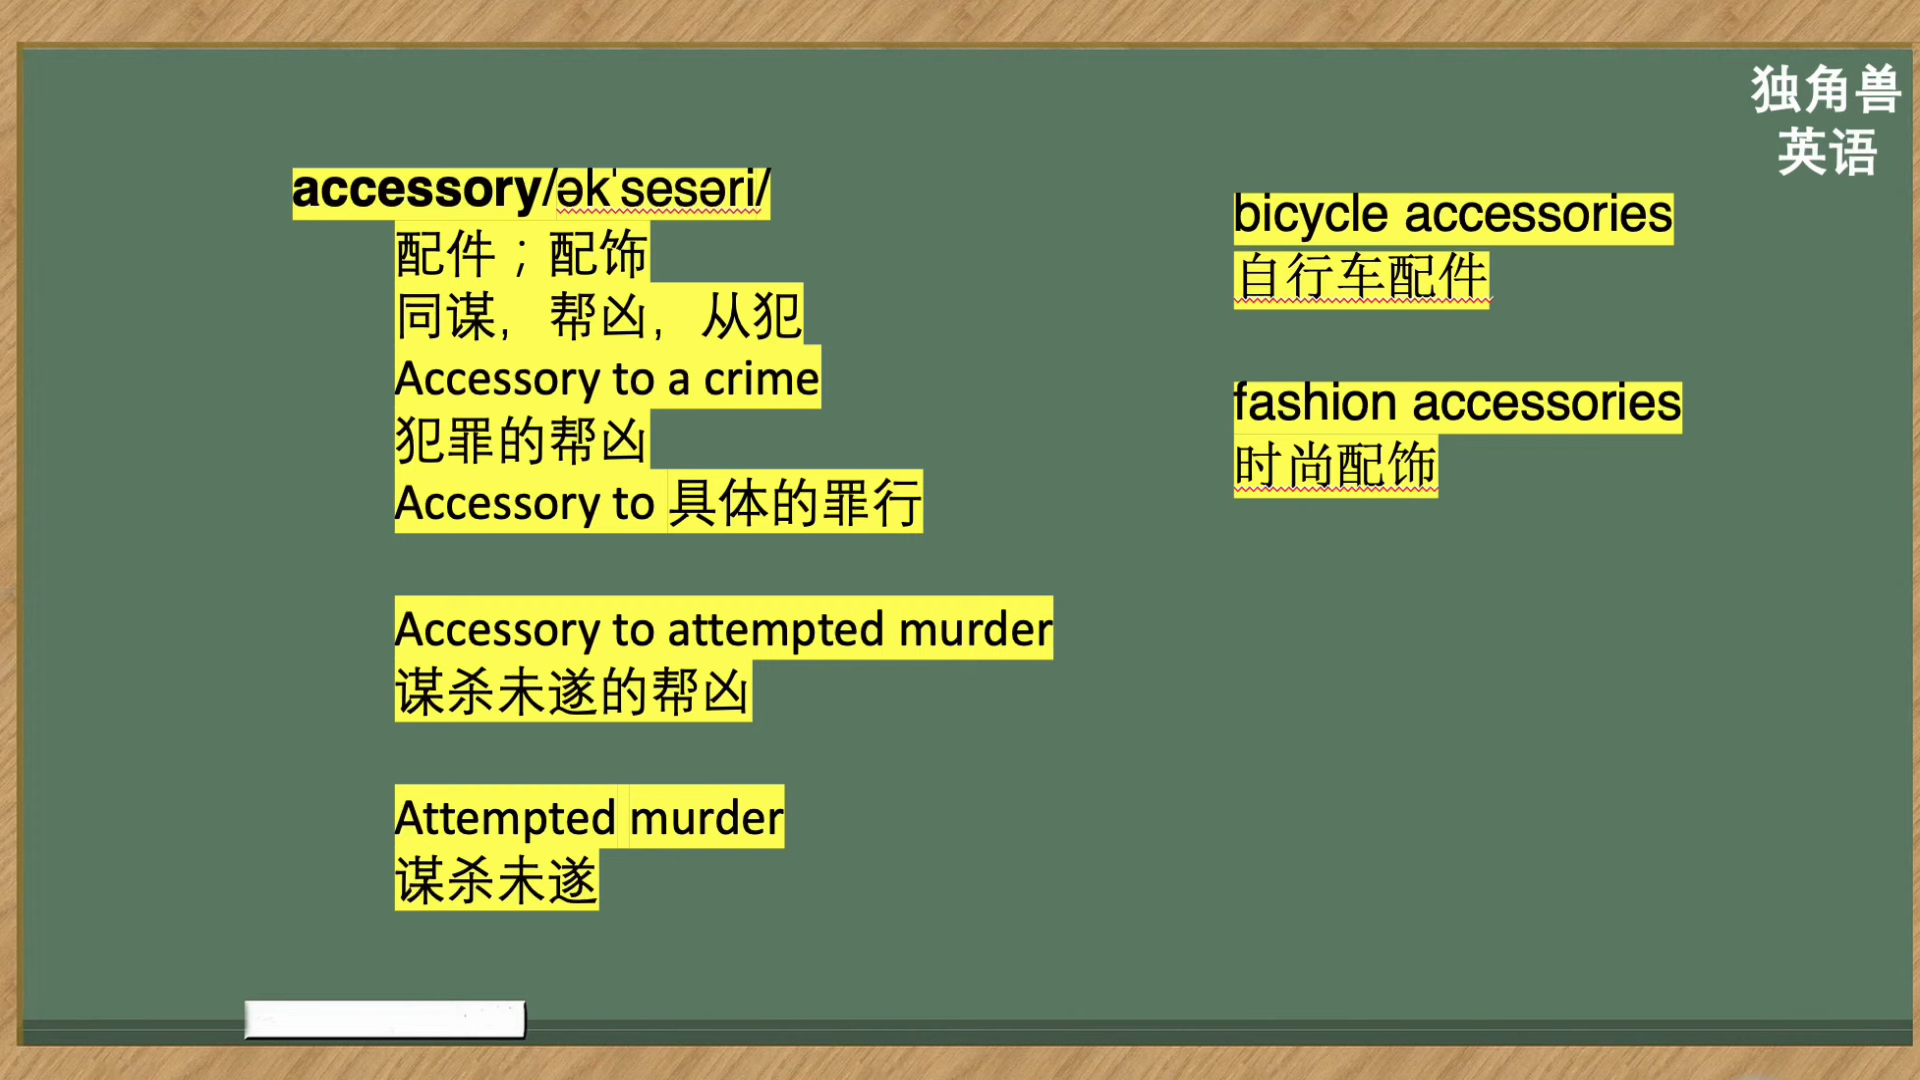 独角兽
英语
accessory/əkˈsesəri/
配件；配饰
同谋，帮凶，从犯
Accessory to a crime
犯罪的帮凶
Accessory to 具体的罪行
Accessory to attempted murder
谋杀未遂的帮凶
Attempted murder
谋杀未遂
bicycle accessories
自行车配件
fashion accessories
时尚配饰